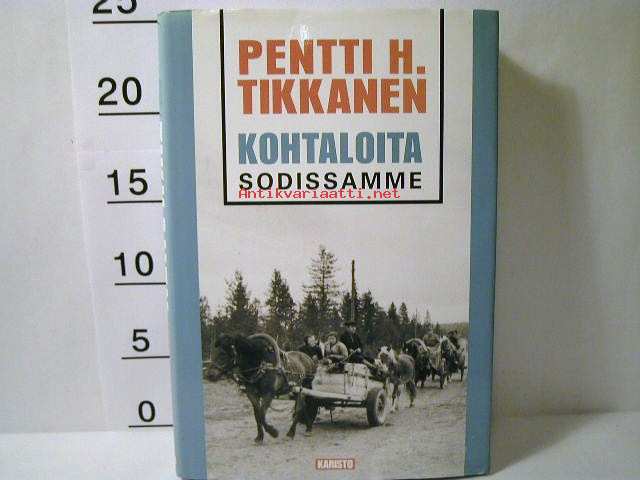 PENTTI H.
TIKKANEN
KOHTALOITA
SODISSAMME
Antikvariaatti.net
KARISTO
25
20
15
10
5
0